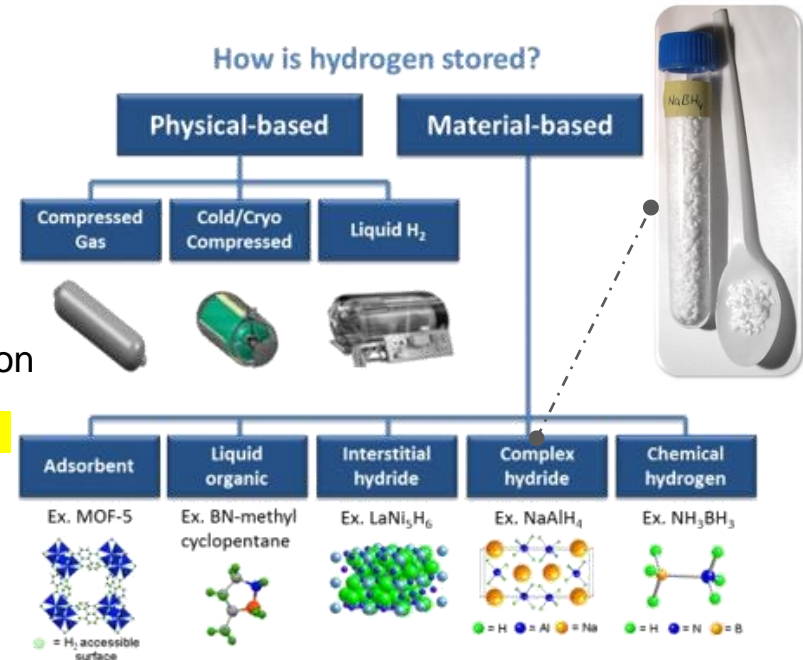 How is hydrogen stored?
Physical-based
Material-based
NaBH₄
Compressed
Gas
Cold/Cryo
Compressed
Liquid H₂
on
Adsorbent
Liquid
organic
Interstitial
hydride
Complex
hydride
Chemical
hydrogen
Ex. MOF-5
Ex. BN-methyl
cyclopentane
Ex. LaNi₅H₆
Ex. NaAlH₄
Ex. NH₃BH₃
= H₂ accessible
surface
= H = Al = Na
= H = N = B